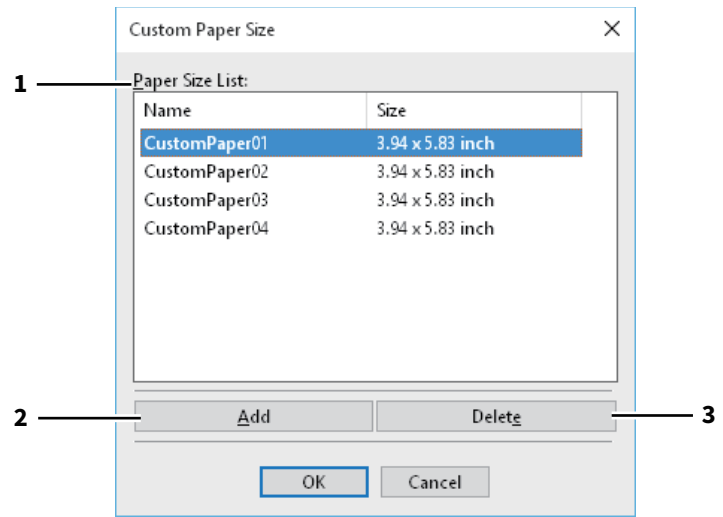 Custom Paper Size
1
Paper Size List:
Name Size
CustomPaper01 3.94 x 5.83 inch
CustomPaper02 3.94 x 5.83 inch
CustomPaper03 3.94 x 5.83 inch
CustomPaper04 3.94 x 5.83 inch
2 Add Delete 3
OK Cancel